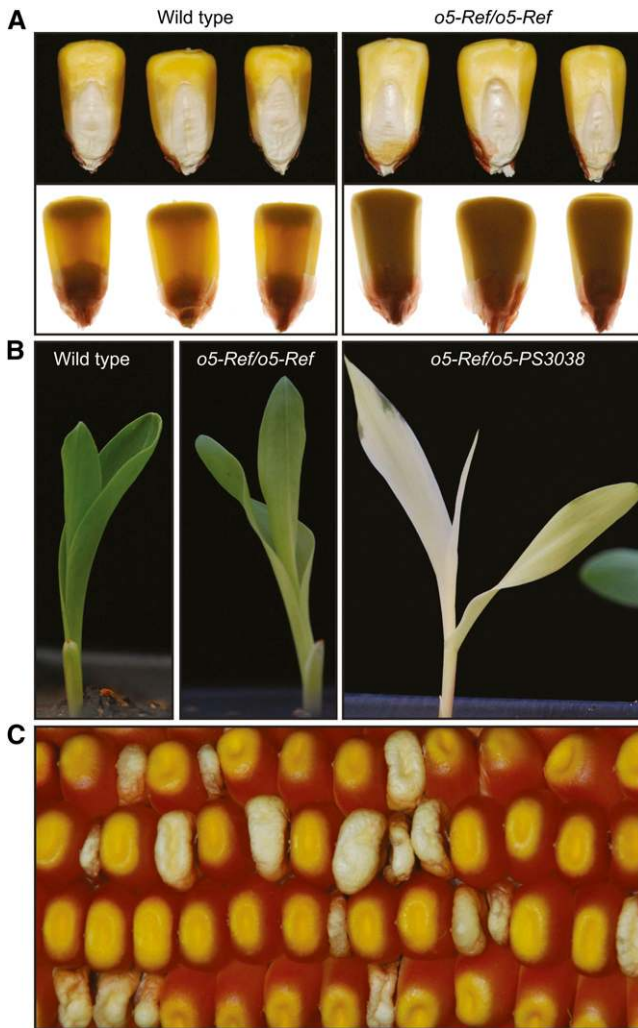 A
Wild type
o5-Ref/o5-Ref
B
Wild type
o5-Ref/o5-Ref
o5-Ref/o5-PS3038
C